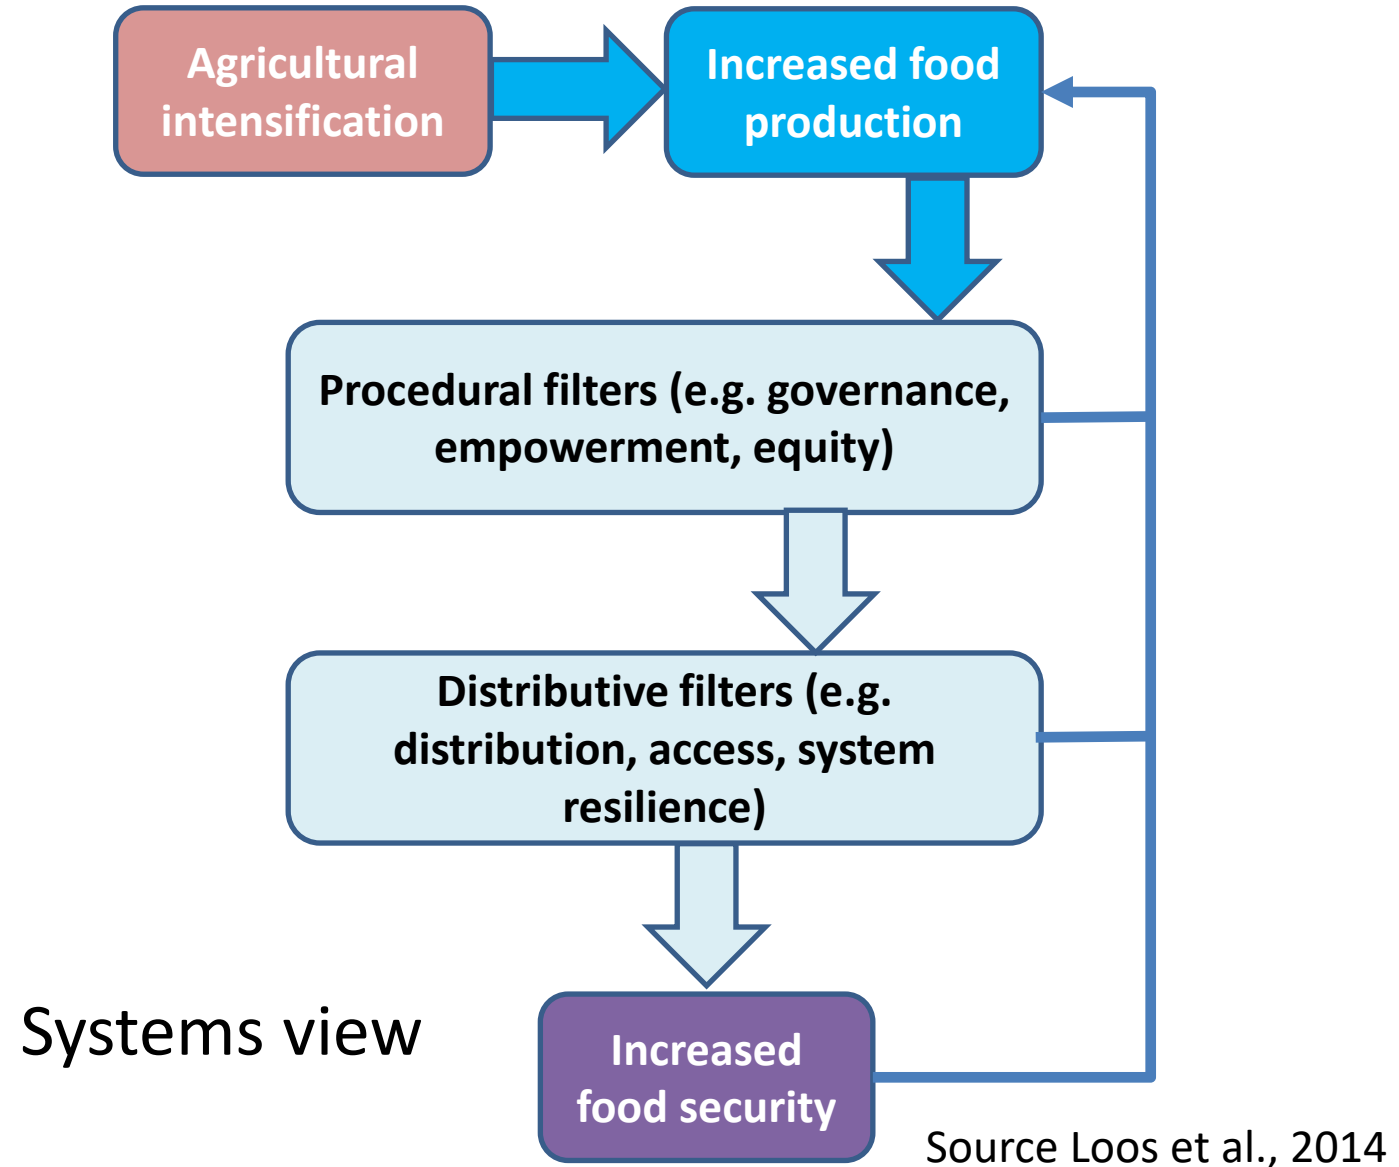 Agricultural
intensification
Increased food
production
Procedural filters (e.g. governance,
empowerment, equity)
Distributive filters (e.g.
distribution, access, system
resilience)
Systems view
Increased
food security
Source Loos et al., 2014